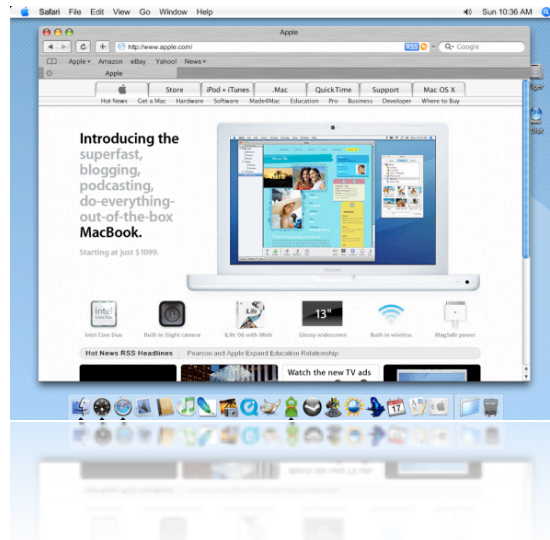 Safari File Edit View Go Window Help Sun 10:36 AM
Apple
http://www.apple.com/ RSS Google
Apple Amazon eBay Yahoo! News
Apple
Store iPod + iTunes .Mac QuickTime Support Mac OS X
Hot News Get a Mac Hardware Software Made4Mac Education Pro Business Developer Where to Buy
Introducing the
superfast,
blogging,
podcasting,
do-everything-
out-of-the-box
MacBook.
Starting at just $1099.
MacBook
intel iLife 13"
Intel Core Duo Built in iSight camera iLife '06 with iWeb Glossy widescreen Built in wireless MagSafe power
Hot News RSS Headlines Pearson and Apple Expand Education Relationship
Watch the new TV ads
17